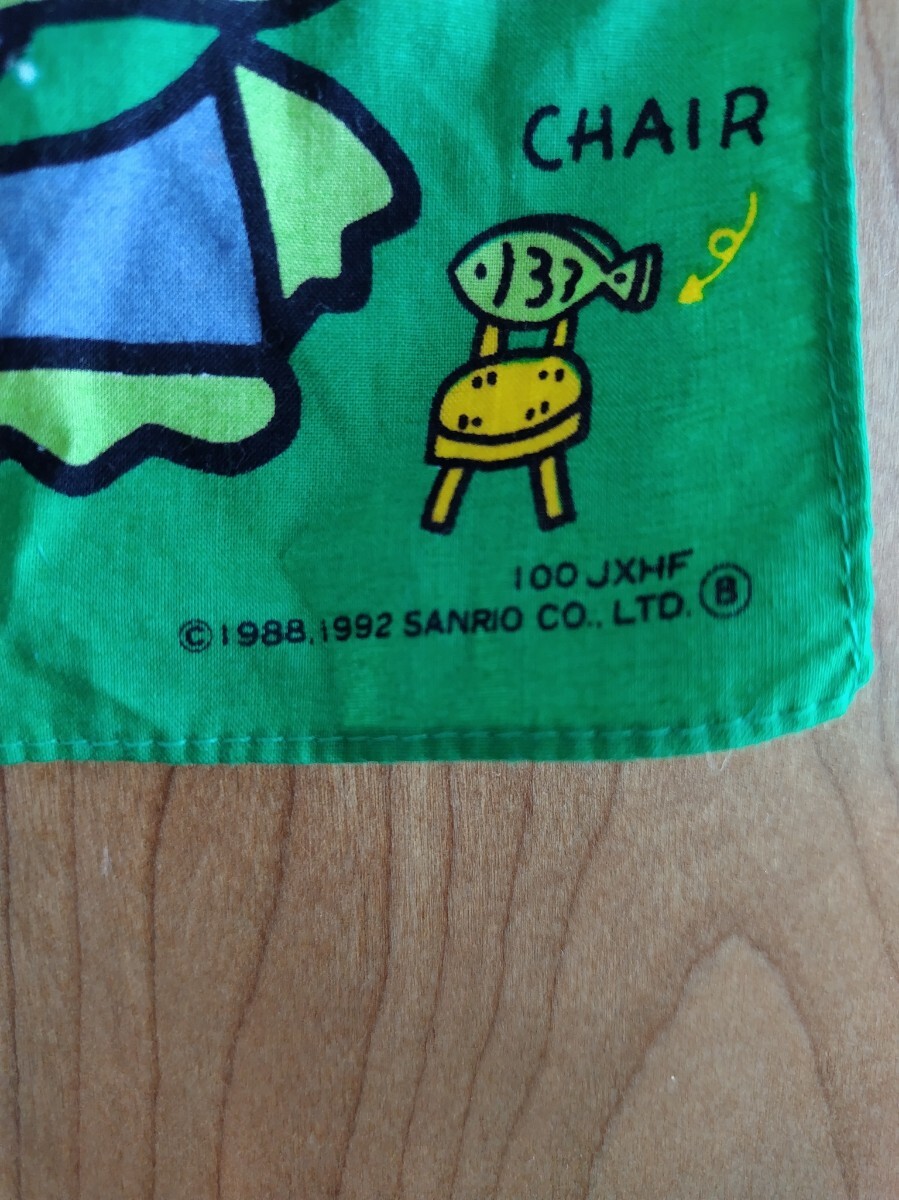 CHAIR
100 JXHF
©1988, 1992 SANRIO CO., LTD. Ⓑ